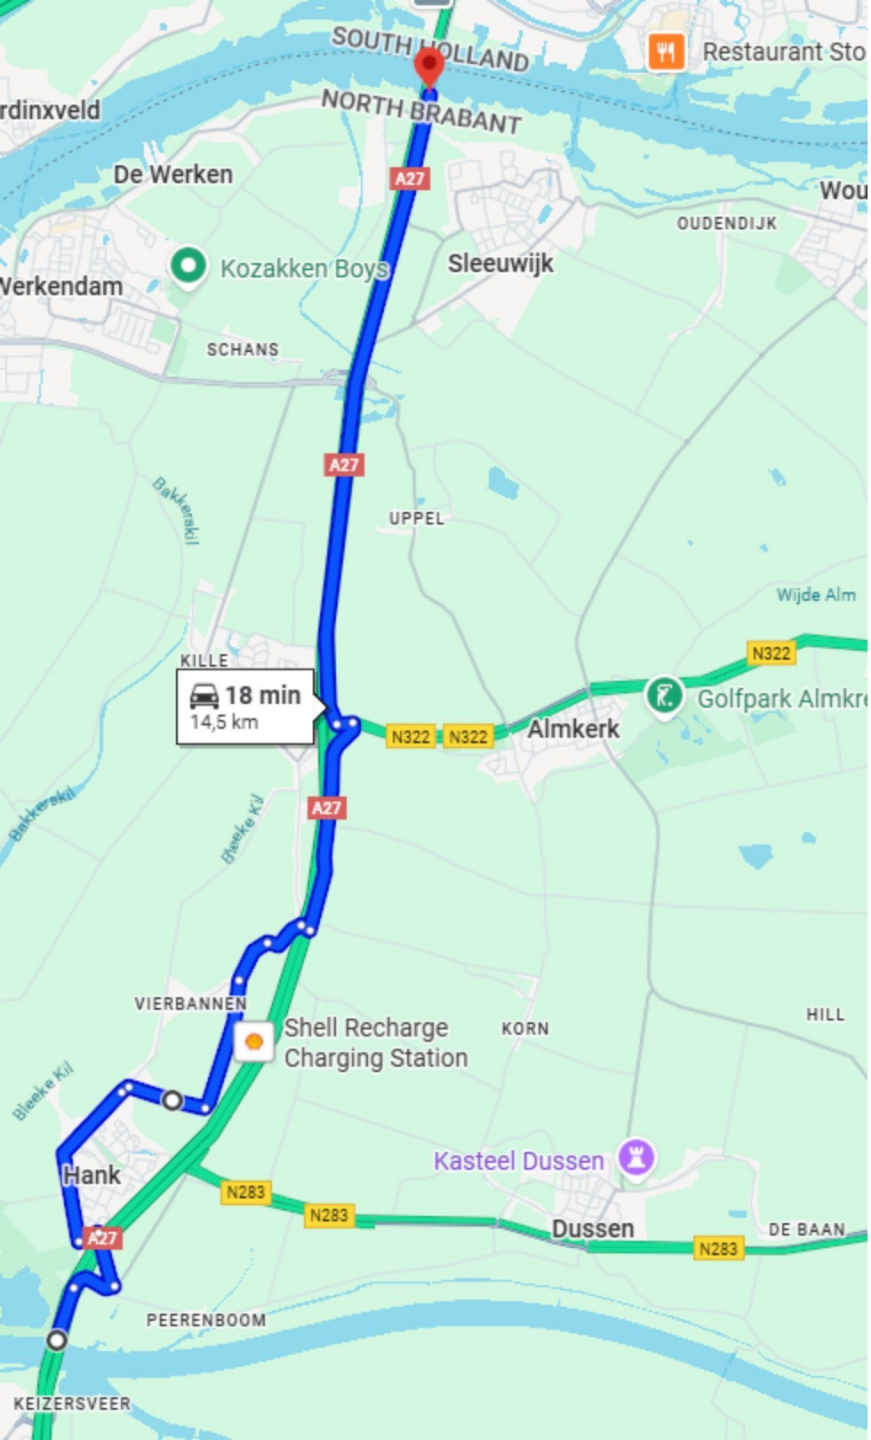 SOUTH HOLLAND
Restaurant Sto
NORTH BRABANT
rdinxveld
De Werken
A27
Wou
OUDENDIJK
Kozakken Boys
Sleeuwijk
Werkendam
SCHANS
A27
Bakkerskil
UPPEL
Wijde Alm
KILLE
N322
18 min
14,5 km
Golfpark Almkre
N322
N322
Almkerk
A27
Bakkerskil
Bleeke Kil
VIERBANNEN
Shell Recharge
Charging Station
KORN
HILL
Bleeke Kil
Hank
Kasteel Dussen
N283
N283
Dussen
DE BAAN
A27
N283
PEERENBOOM
KEIZERSVEER